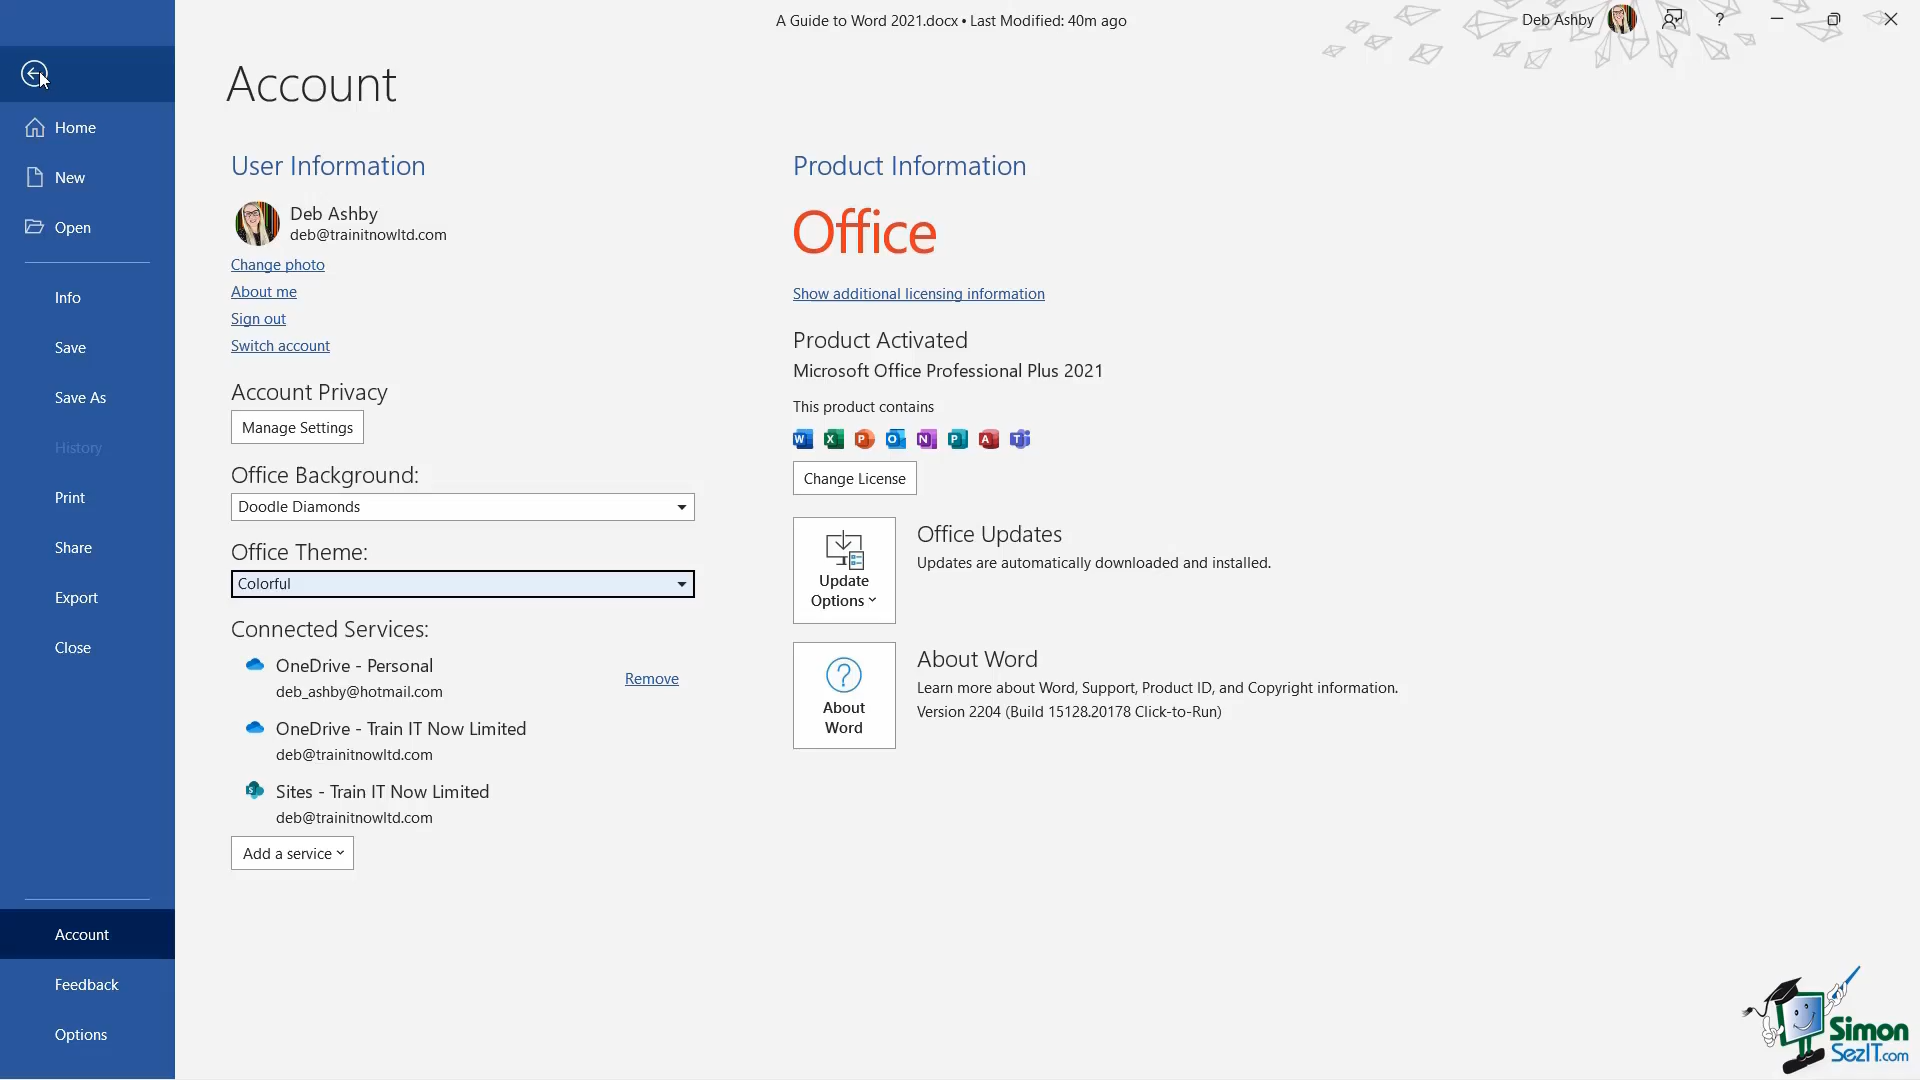 A Guide to Word 2021.docx • Last Modified: 40m ago
Deb Ashby
?
Account
Home
New
Open
Info
Save
Save As
History
Print
Share
Export
Close
Account
Feedback
Options
User Information
Deb Ashby
deb@trainitnowltd.com
Change photo
About me
Sign out
Switch account
Account Privacy
Manage Settings
Office Background:
Doodle Diamonds
Office Theme:
Colorful
Connected Services:
OneDrive - Personal
deb_ashby@hotmail.com
Remove
OneDrive - Train IT Now Limited
deb@trainitnowltd.com
S
Sites - Train IT Now Limited
deb@trainitnowltd.com
Add a service
Product Information
Office
Show additional licensing information
Product Activated
Microsoft Office Professional Plus 2021
This product contains
W X P O N P A T
Change License
Update
Options
Office Updates
Updates are automatically downloaded and installed.
?
About
Word
About Word
Learn more about Word, Support, Product ID, and Copyright information.
Version 2204 (Build 15128.20178 Click-to-Run)
Simon
SezIT.com